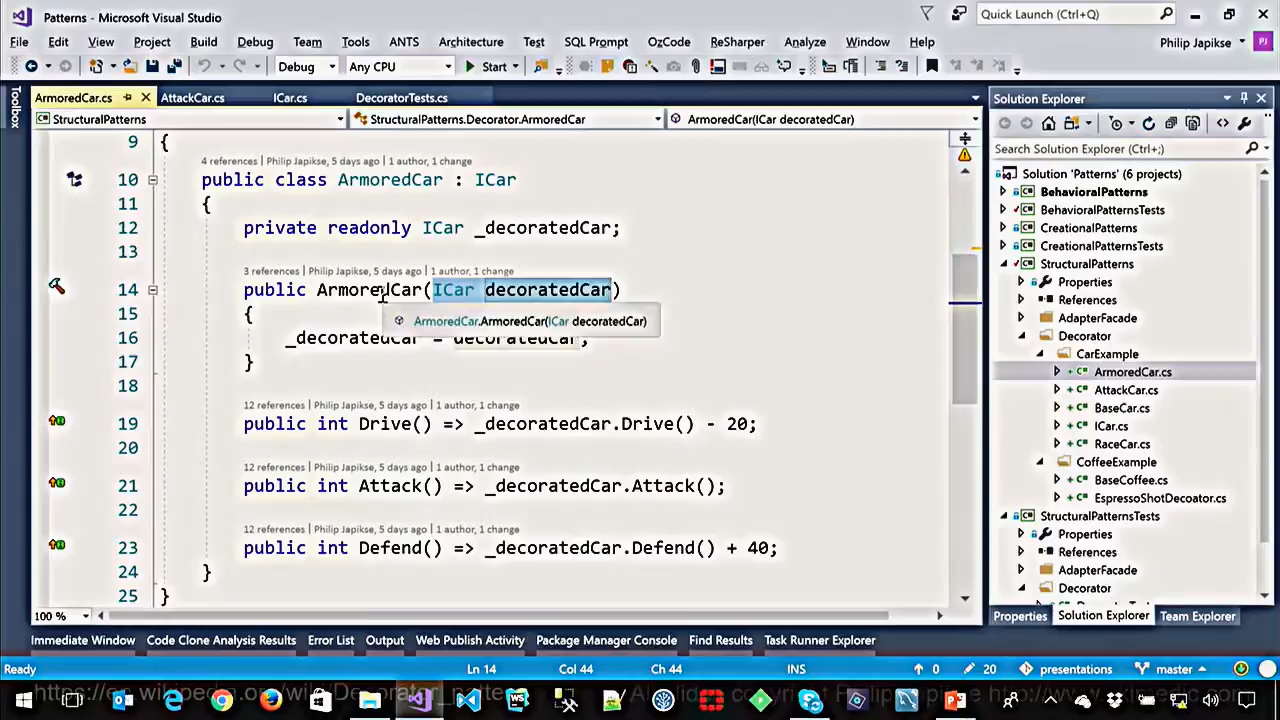 Patterns - Microsoft Visual Studio
Quick Launch (Ctrl+Q)
File Edit View Project Build Debug Team Tools ANTS Architecture Test SQL Prompt OzCode ReSharper Analyze Window Help
Philip Japikse PJ
Debug Any CPU Start
Toolbox
ArmoredCar.cs AttackCar.cs ICar.cs DecoratorTests.cs
StructuralPatterns StructuralPatterns.Decorator.ArmoredCar ArmoredCar(ICar decoratedCar)
9 {
4 references | Philip Japikse, 5 days ago | 1 author, 1 change
10 public class ArmoredCar : ICar
11 {
12 private readonly ICar _decoratedCar;
13
3 references | Philip Japikse, 5 days ago | 1 author, 1 change
14 public ArmoredCar(ICar decoratedCar)
15 {
ArmoredCar.ArmoredCar(ICar decoratedCar)
16 _decoratedCar = decoratedCar;
17 }
18
12 references | Philip Japikse, 5 days ago | 1 author, 1 change
19 public int Drive() => _decoratedCar.Drive() - 20;
20
12 references | Philip Japikse, 5 days ago | 1 author, 1 change
21 public int Attack() => _decoratedCar.Attack();
22
12 references | Philip Japikse, 5 days ago | 1 author, 1 change
23 public int Defend() => _decoratedCar.Defend() + 40;
24 }
25 }
100 %
Solution Explorer
Search Solution Explorer (Ctrl+;)
Solution 'Patterns' (6 projects)
BehavioralPatterns
BehavioralPatternsTests
CreationalPatterns
CreationalPatternsTests
StructuralPatterns
Properties
References
AdapterFacade
Decorator
CarExample
ArmoredCar.cs
AttackCar.cs
BaseCar.cs
ICar.cs
RaceCar.cs
CoffeeExample
BaseCoffee.cs
EspressoShotDecoator.cs
StructuralPatternsTests
Properties
References
AdapterFacade
Decorator
Properties Solution Explorer Team Explorer
Immediate Window Code Clone Analysis Results Error List Output Web Publish Activity Package Manager Console Find Results Task Runner Explorer
Ready Ln 14 Col 44 Ch 44 INS 0 20 presentations master